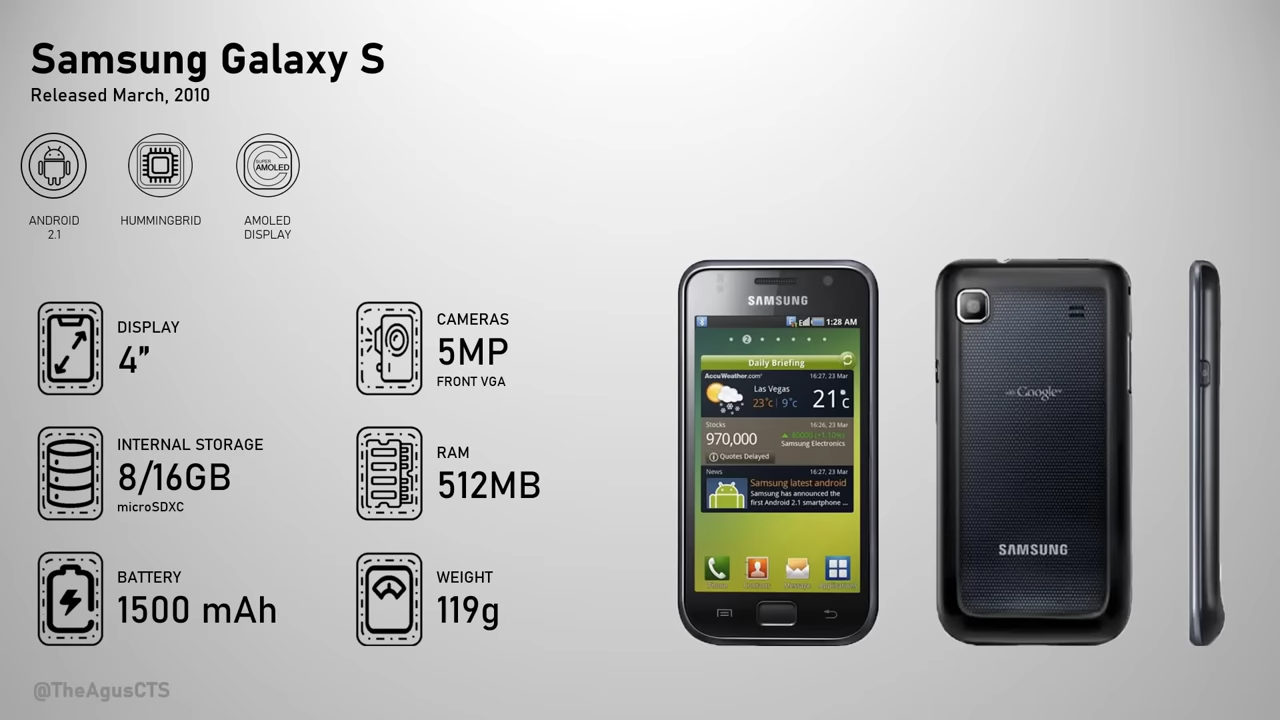 Samsung Galaxy S
Released March, 2010
SUPER
AMOLED
ANDROID
2.1
HUMMINGBRID
AMOLED
DISPLAY
DISPLAY
4”
CAMERAS
5MP
FRONT VGA
INTERNAL STORAGE
8/16GB
microSDXC
RAM
512MB
BATTERY
1500 mAh
WEIGHT
119g
@TheAgusCTS
SAMSUNG
1:28 AM
2
Daily Briefing
AccuWeather.com 16:27, 23 Mar
Las Vegas
23°c 9°c 21°c
Stocks 16:26, 23 Mar
970,000
Samsung Electronics
Quotes Delayed
News 16:27, 23 Mar
Samsung latest android
Samsung has announced the
first Android 2.1 smartphone ...
Google
SAMSUNG